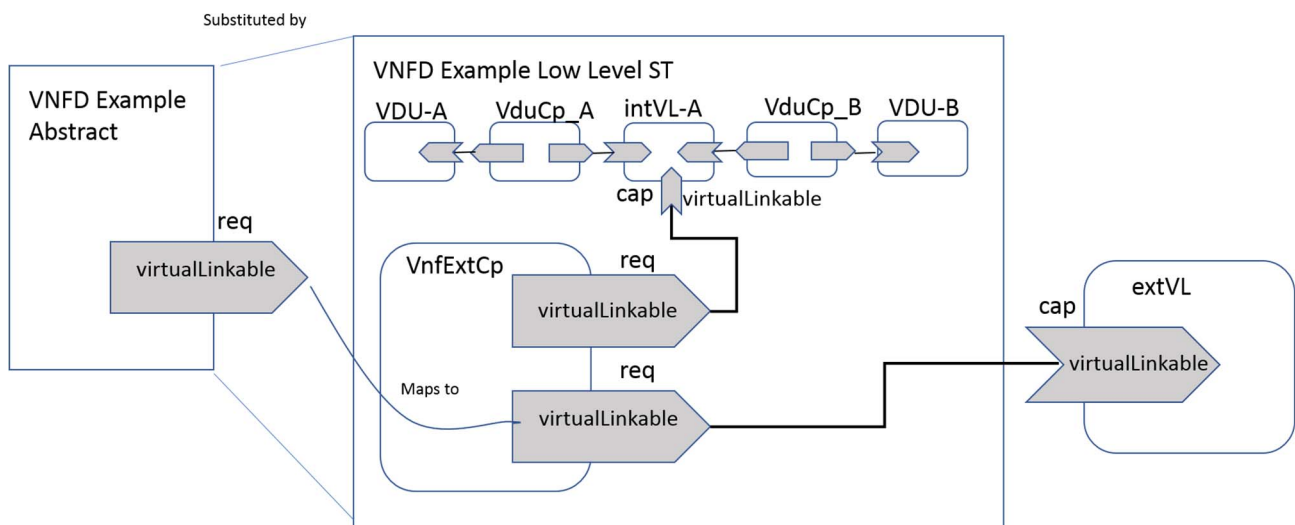 Substituted by
VNFD Example
Abstract
req
virtualLinkable
VNFD Example Low Level ST
VDU-A
VduCp_A
intVL-A
VduCp_B
VDU-B
cap
virtualLinkable
VnfExtCp
req
virtualLinkable
req
Maps to
virtualLinkable
extVL
cap
virtualLinkable